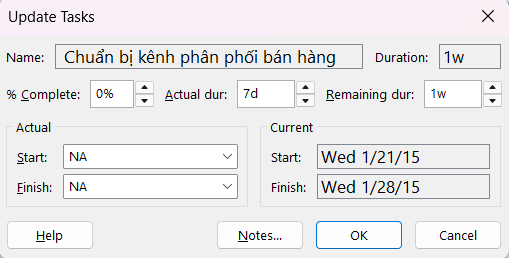 Update Tasks
Name: Chuẩn bị kênh phân phối bán hàng Duration: 1w
% Complete: 0% Actual dur: 7d Remaining dur: 1w
Actual Current
Start: NA Start: Wed 1/21/15
Finish: NA Finish: Wed 1/28/15
Help Notes... OK Cancel